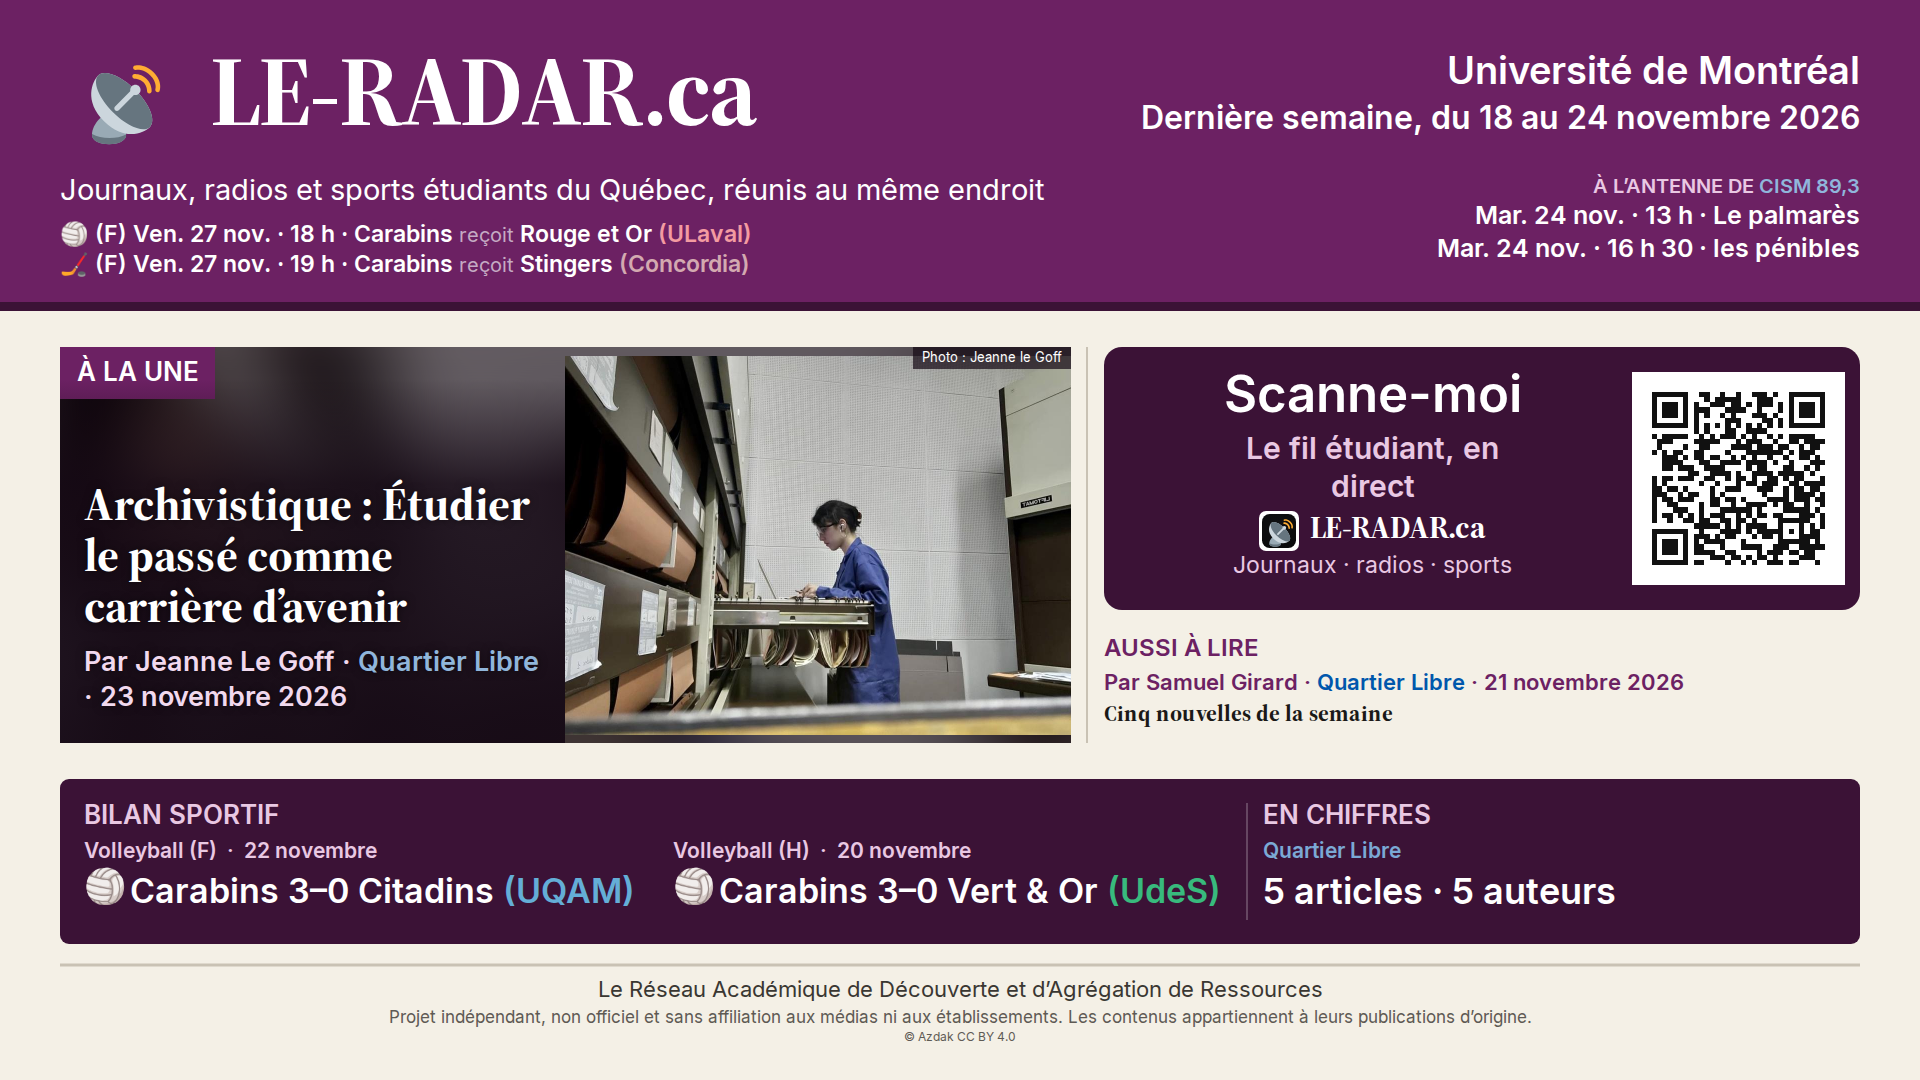 LE-RADAR.ca
Université de Montréal
Dernière semaine, du 18 au 24 novembre 2026
Journaux, radios et sports étudiants du Québec, réunis au même endroit
(F) Ven. 27 nov. · 18 h · Carabins reçoit Rouge et Or (ULaval)
(F) Ven. 27 nov. · 19 h · Carabins reçoit Stingers (Concordia)
À L'ANTENNE DE CISM 89,3
Mar. 24 nov. · 13 h · Le palmarès
Mar. 24 nov. · 16 h 30 · les pénibles
À LA UNE
Photo : Jeanne le Goff
Archivistique : Étudier
le passé comme
carrière d'avenir
Par Jeanne Le Goff · Quartier Libre
· 23 novembre 2026
Scanne-moi
Le fil étudiant, en
direct
LE-RADAR.ca
Journaux · radios · sports
AUSSI À LIRE
Par Samuel Girard · Quartier Libre · 21 novembre 2026
Cinq nouvelles de la semaine
BILAN SPORTIF
Volleyball (F) · 22 novembre
Carabins 3–0 Citadins (UQAM)
Volleyball (H) · 20 novembre
Carabins 3–0 Vert & Or (UdeS)
EN CHIFFRES
Quartier Libre
5 articles · 5 auteurs
Le Réseau Académique de Découverte et d'Agrégation de Ressources
Projet indépendant, non officiel et sans affiliation aux médias ni aux établissements. Les contenus appartiennent à leurs publications d'origine.
© Azdak CC BY 4.0